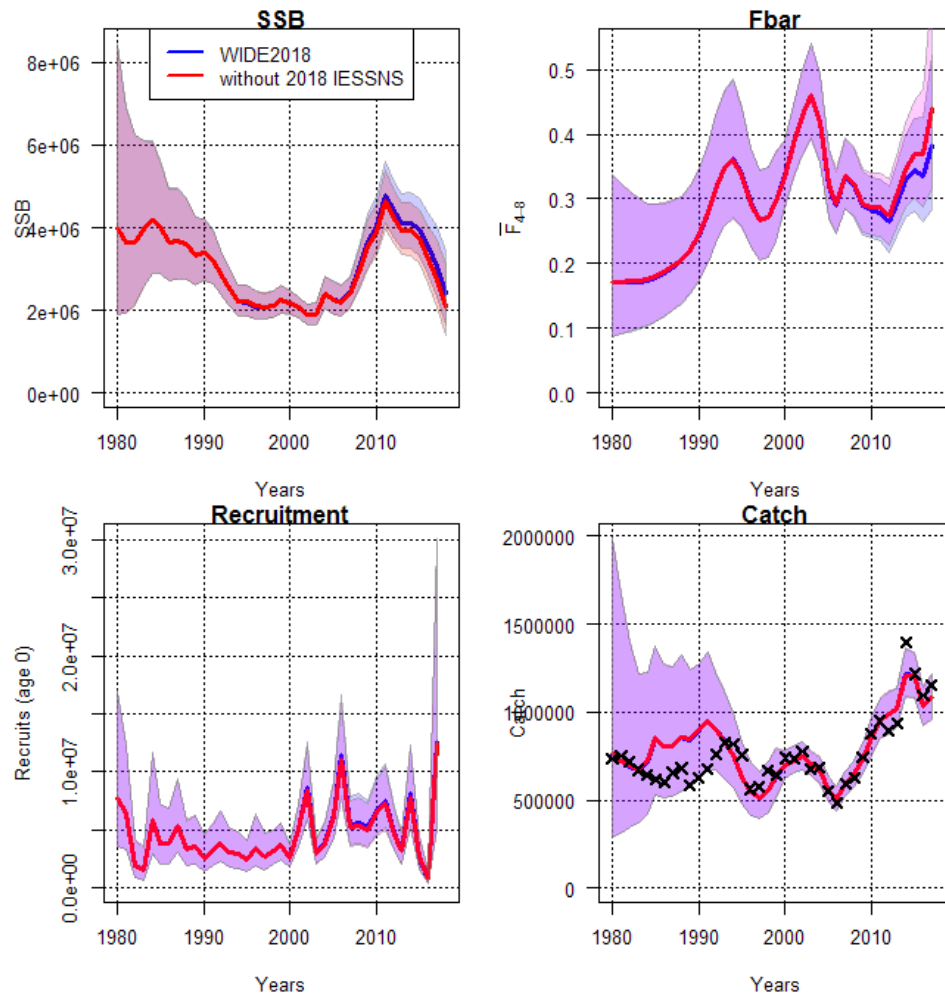 SSB
WIDE2018
without 2018 IESSNS
8e+06
6e+06
4e+06
2e+06
0e+00
SSB
1980 1990 2000 2010
Years
Fbar
0.5
0.4
0.3
0.2
0.1
0.0
F̅4−8
1980 1990 2000 2010
Years
Recruitment
3.0e+07
2.0e+07
1.0e+07
0.0e+00
Recruits (age 0)
1980 1990 2000 2010
Years
Catch
2000000
1500000
1000000
500000
0
Catch
1980 1990 2000 2010
Years